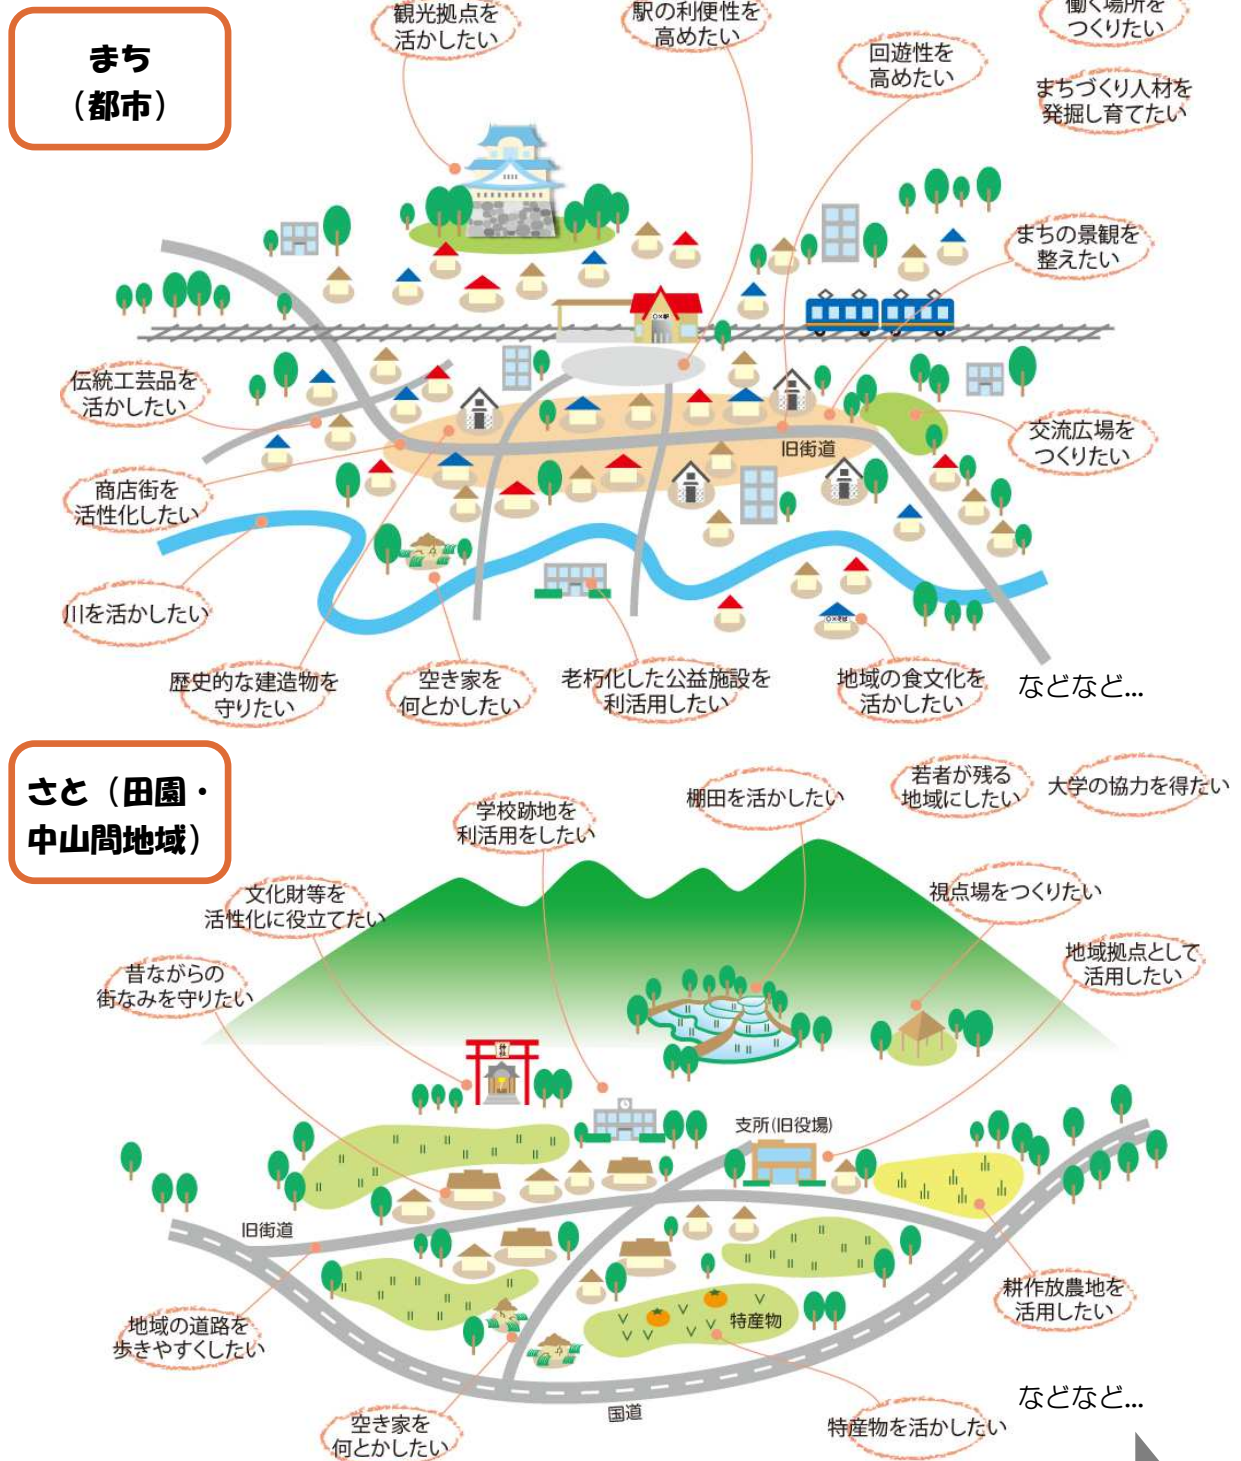 観光拠点を
活かしたい
駅の利便性を
高めたい
働く場所を
つくりたい
まち
（都市）
回遊性を
高めたい
まちづくり人材を
発掘し育てたい
まちの景観を
整えたい
○×駅
伝統工芸品を
活かしたい
旧街道
交流広場を
つくりたい
商店街を
活性化したい
川を活かしたい
○×そば
歴史的な建造物を
守りたい
空き家を
何とかしたい
老朽化した公益施設を
利活用したい
地域の食文化を
活かしたい
などなど...
さと（田園・
中山間地域）
学校跡地を
利活用をしたい
棚田を活かしたい
若者が残る
地域にしたい
大学の協力を得たい
文化財等を
活性化に役立てたい
視点場をつくりたい
昔ながらの
街なみを守りたい
地域拠点として
活用したい
神社
支所(旧役場)
旧街道
耕作放農地を
活用したい
地域の道路を
歩きやすくしたい
特産物
国道
空き家を
何とかしたい
特産物を活かしたい
などなど...